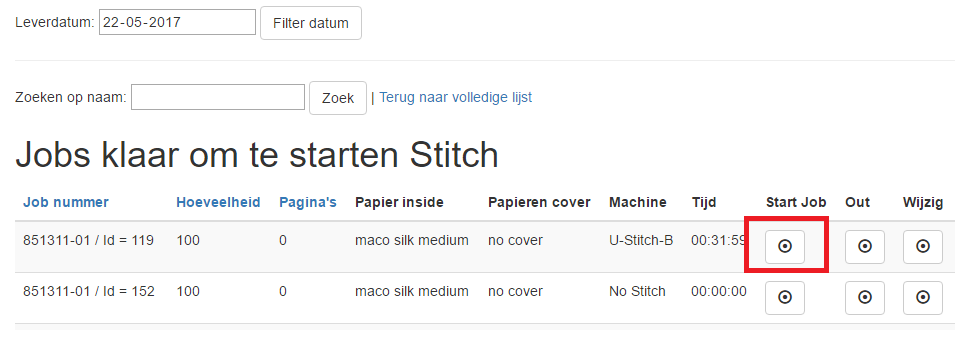 Leverdatum: 22-05-2017 Filter datum
Zoeken op naam: Zoek | Terug naar volledige lijst
Jobs klaar om te starten Stitch
Job nummer Hoeveelheid Pagina's Papier inside Papieren cover Machine Tijd Start Job Out Wijzig
851311-01 / Id = 119 100 0 maco silk medium no cover U-Stitch-B 00:31:59
851311-01 / Id = 152 100 0 maco silk medium no cover No Stitch 00:00:00